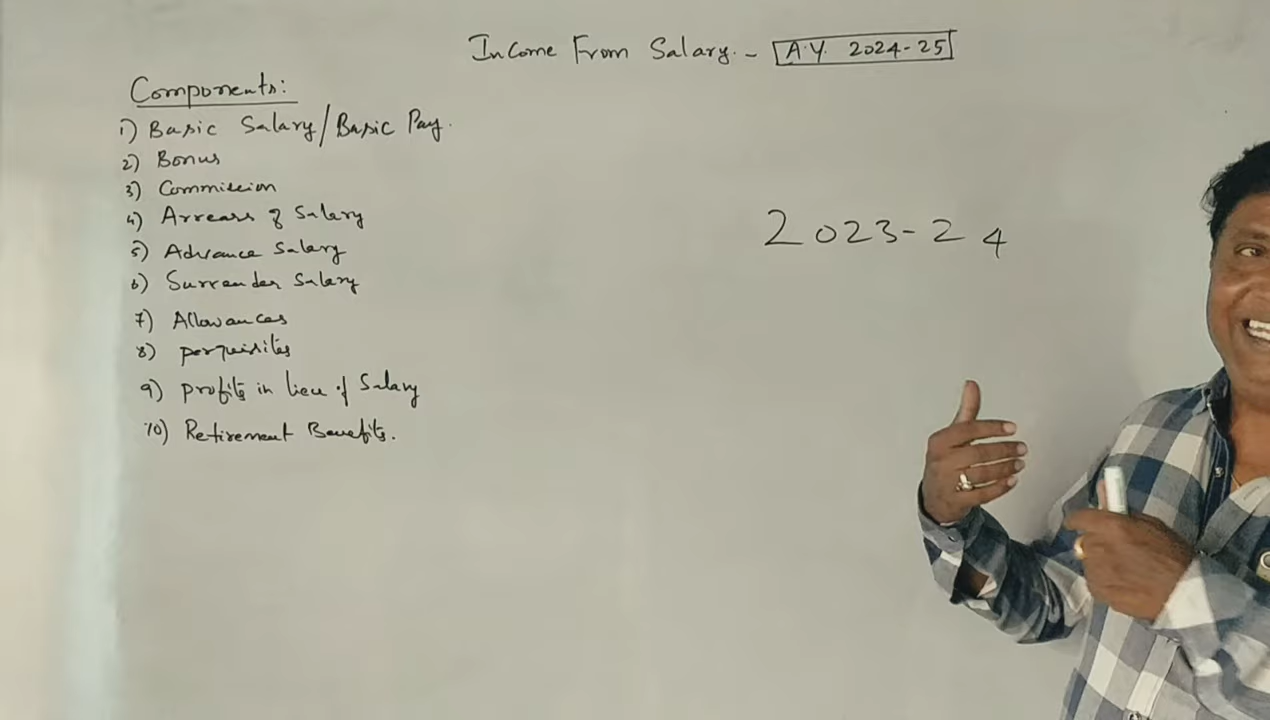 Income From Salary. - A.Y. 2024-25
Components:
1) Basic Salary/Basic Pay.
2) Bonus
3) Commission
4) Arrears of Salary
5) Advance Salary
6) Surrender Salary
7) Allowances
8) perquisites
9) profits in lieu of Salary
10) Retirement Benefits.
2023-24